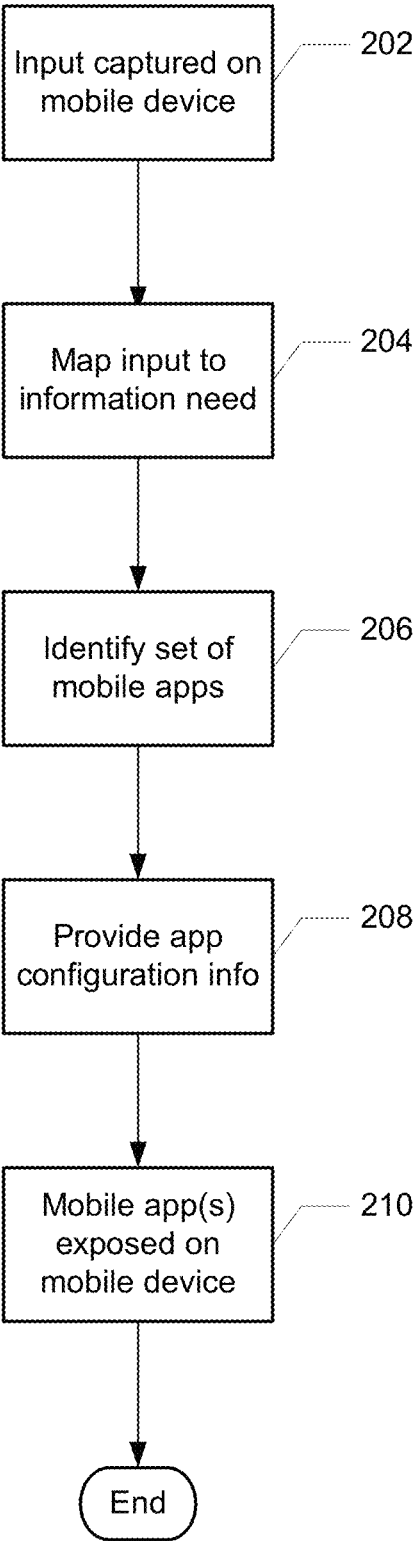 Input captured on
mobile device
202
Map input to
information need
204
Identify set of
mobile apps
206
Provide app
configuration info
208
Mobile app(s)
exposed on
mobile device
210
End